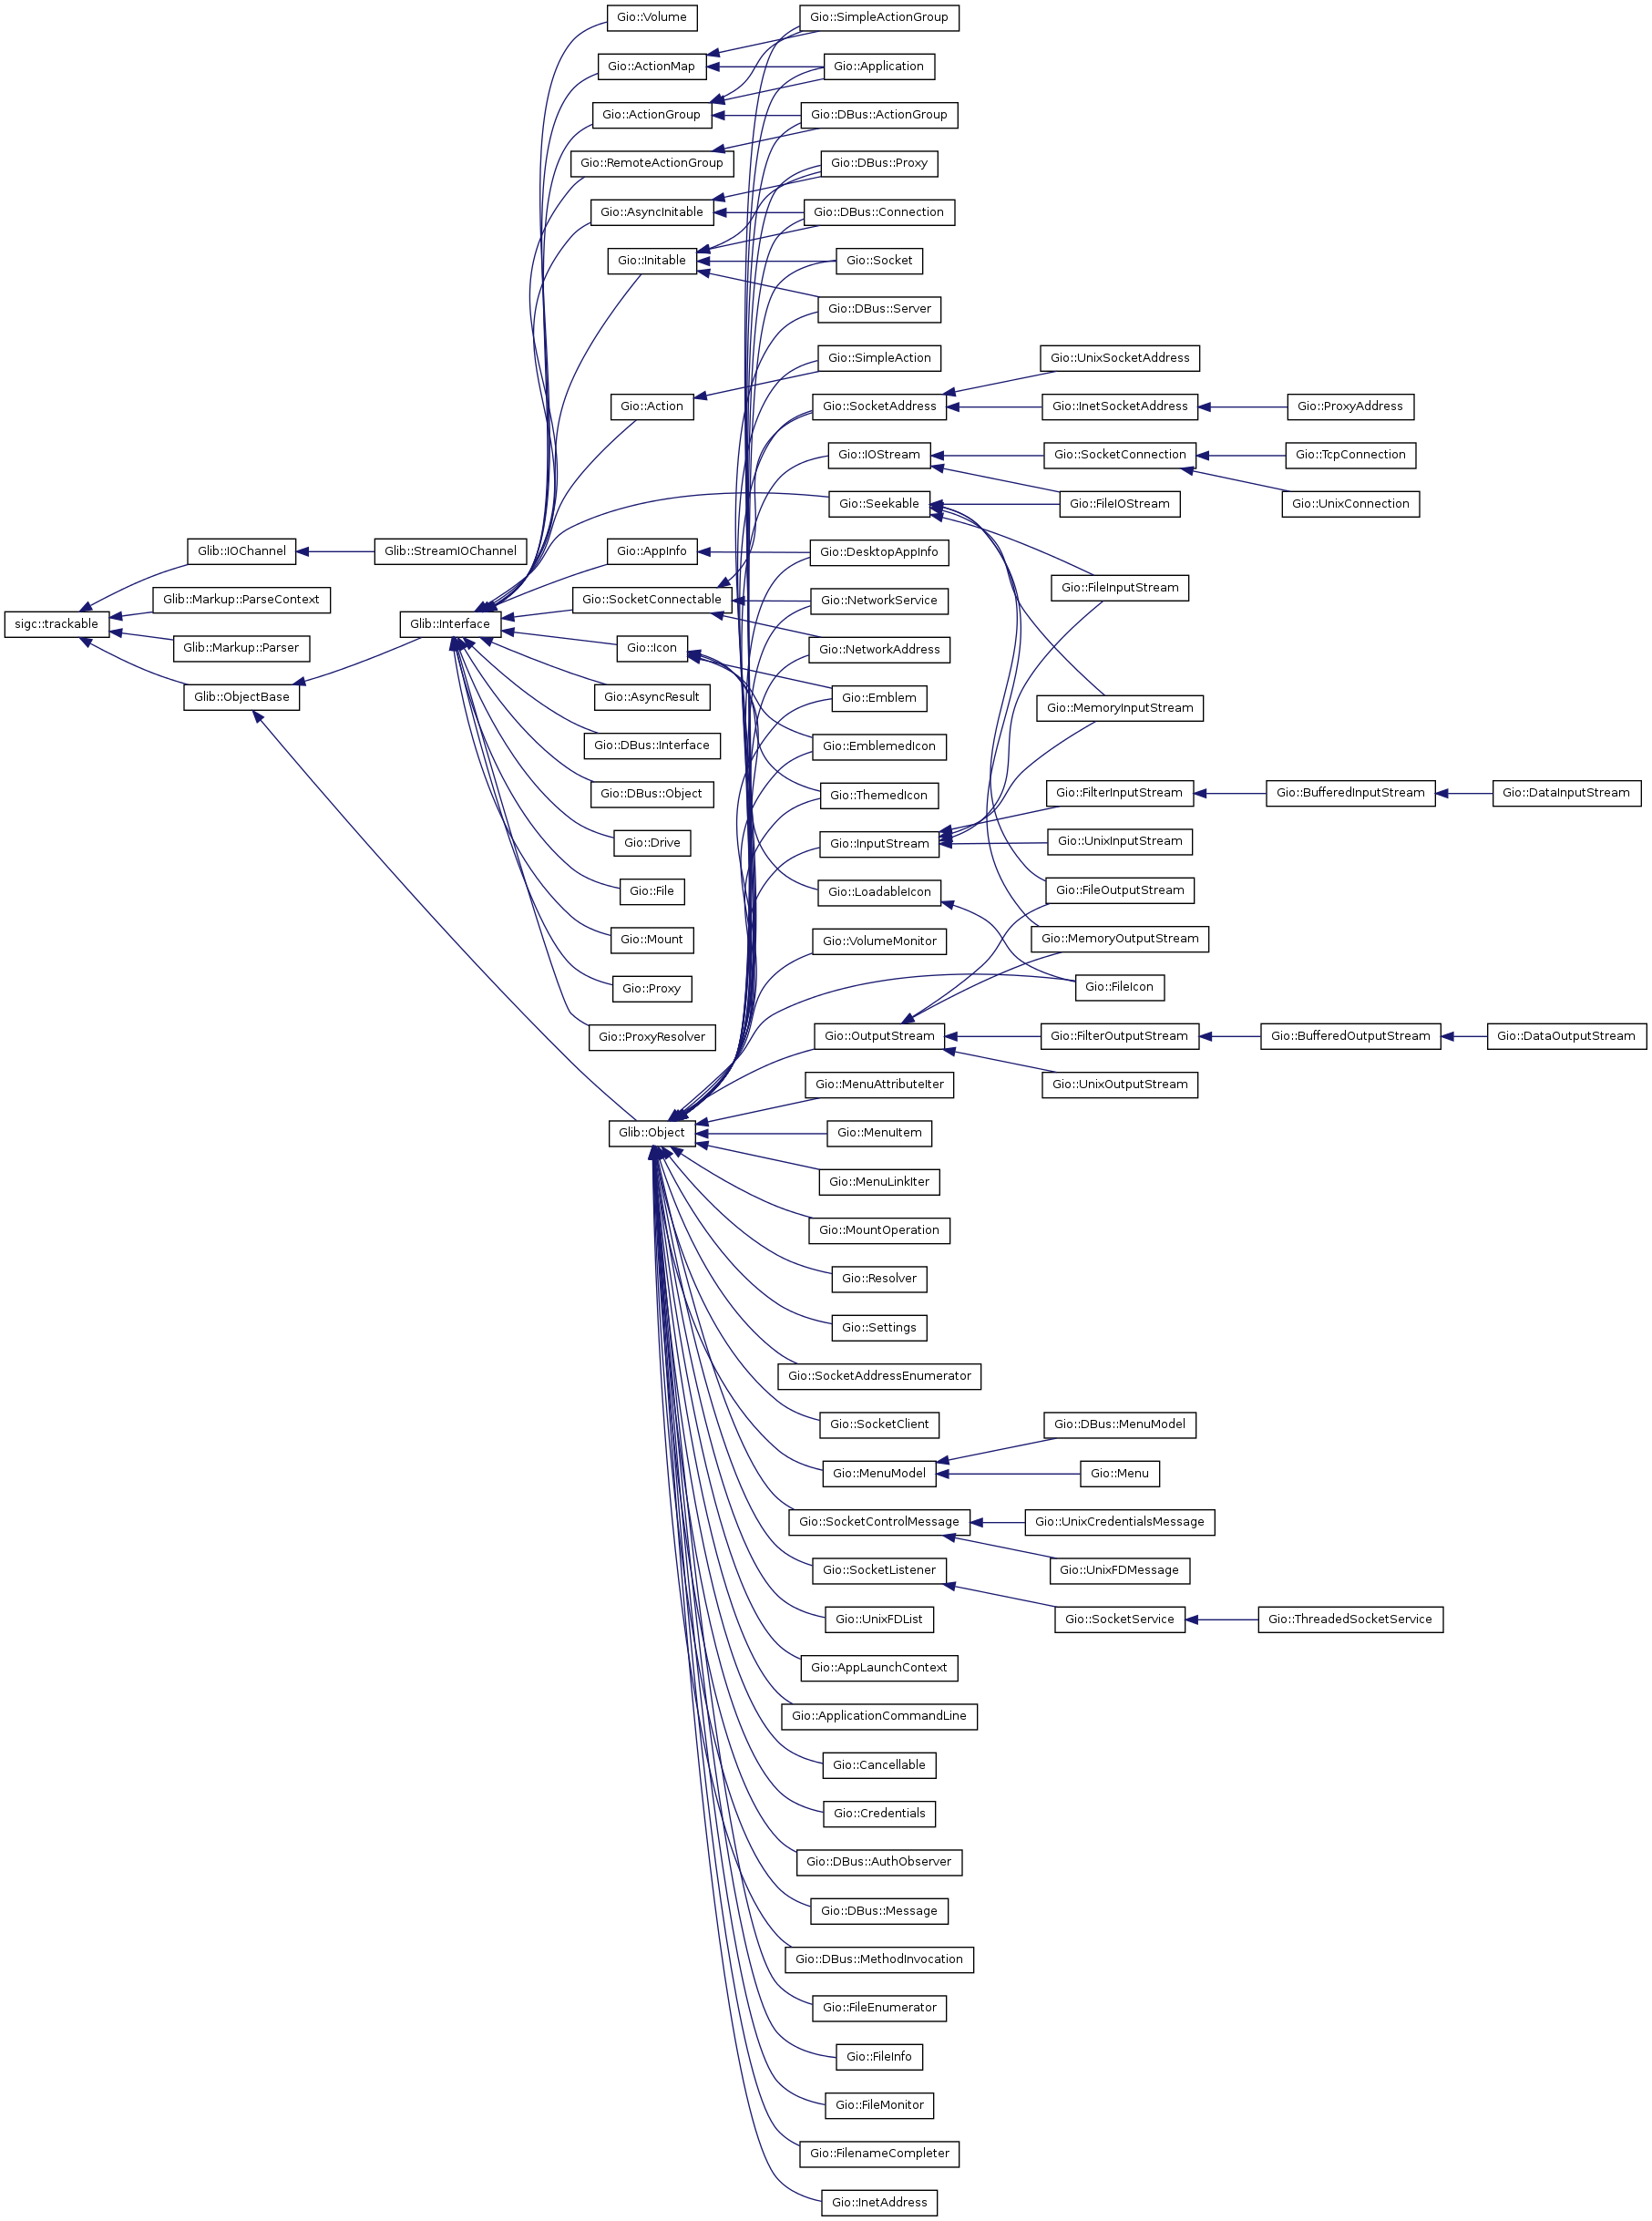 Gio::Volume
Gio::SimpleActionGroup
Gio::ActionMap
Gio::Application
Gio::ActionGroup
Gio::DBus::ActionGroup
Gio::RemoteActionGroup
Gio::DBus::Proxy
Gio::AsyncInitable
Gio::DBus::Connection
Gio::Initable
Gio::Socket
Gio::DBus::Server
Gio::SimpleAction
Gio::UnixSocketAddress
Gio::Action
Gio::SocketAddress
Gio::InetSocketAddress
Gio::ProxyAddress
Gio::IOStream
Gio::SocketConnection
Gio::TcpConnection
Gio::Seekable
Gio::FileIOStream
Gio::UnixConnection
Glib::IOChannel
Glib::StreamIOChannel
Gio::AppInfo
Gio::DesktopAppInfo
Gio::FileInputStream
Glib::Markup::ParseContext
Gio::SocketConnectable
Gio::NetworkService
sigc::trackable
Glib::Interface
Glib::Markup::Parser
Gio::Icon
Gio::NetworkAddress
Glib::ObjectBase
Gio::AsyncResult
Gio::Emblem
Gio::MemoryInputStream
Gio::DBus::Interface
Gio::EmblemedIcon
Gio::DBus::Object
Gio::ThemedIcon
Gio::FilterInputStream
Gio::BufferedInputStream
Gio::DataInputStream
Gio::Drive
Gio::InputStream
Gio::UnixInputStream
Gio::File
Gio::LoadableIcon
Gio::FileOutputStream
Gio::Mount
Gio::VolumeMonitor
Gio::MemoryOutputStream
Gio::Proxy
Gio::FileIcon
Gio::ProxyResolver
Gio::OutputStream
Gio::FilterOutputStream
Gio::BufferedOutputStream
Gio::DataOutputStream
Gio::MenuAttributeIter
Gio::UnixOutputStream
Glib::Object
Gio::MenuItem
Gio::MenuLinkIter
Gio::MountOperation
Gio::Resolver
Gio::Settings
Gio::SocketAddressEnumerator
Gio::SocketClient
Gio::DBus::MenuModel
Gio::MenuModel
Gio::Menu
Gio::SocketControlMessage
Gio::UnixCredentialsMessage
Gio::SocketListener
Gio::UnixFDMessage
Gio::UnixFDList
Gio::SocketService
Gio::ThreadedSocketService
Gio::AppLaunchContext
Gio::ApplicationCommandLine
Gio::Cancellable
Gio::Credentials
Gio::DBus::AuthObserver
Gio::DBus::Message
Gio::DBus::MethodInvocation
Gio::FileEnumerator
Gio::FileInfo
Gio::FileMonitor
Gio::FilenameCompleter
Gio::InetAddress